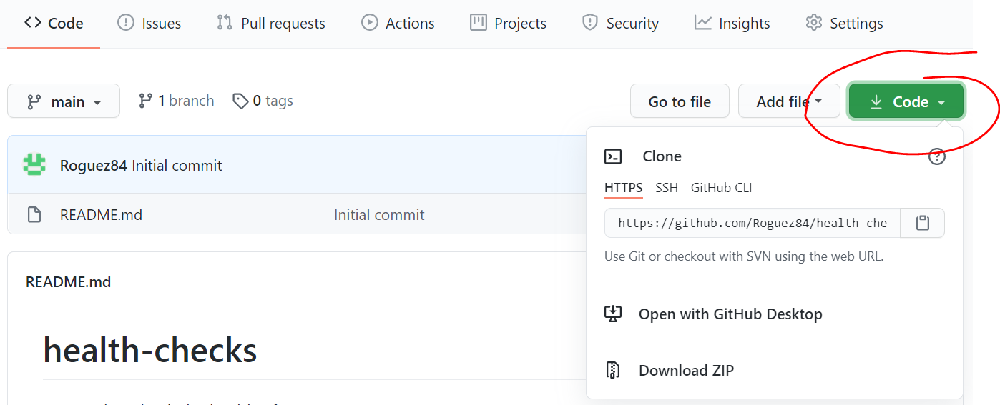 Code Issues Pull requests Actions Projects Security Insights Settings
main 1 branch 0 tags Go to file Add file Code
Roguez84 Initial commit
README.md Initial commit
README.md
health-checks
Clone
HTTPS SSH GitHub CLI
https://github.com/Roguez84/health-che
Use Git or checkout with SVN using the web URL.
Open with GitHub Desktop
Download ZIP